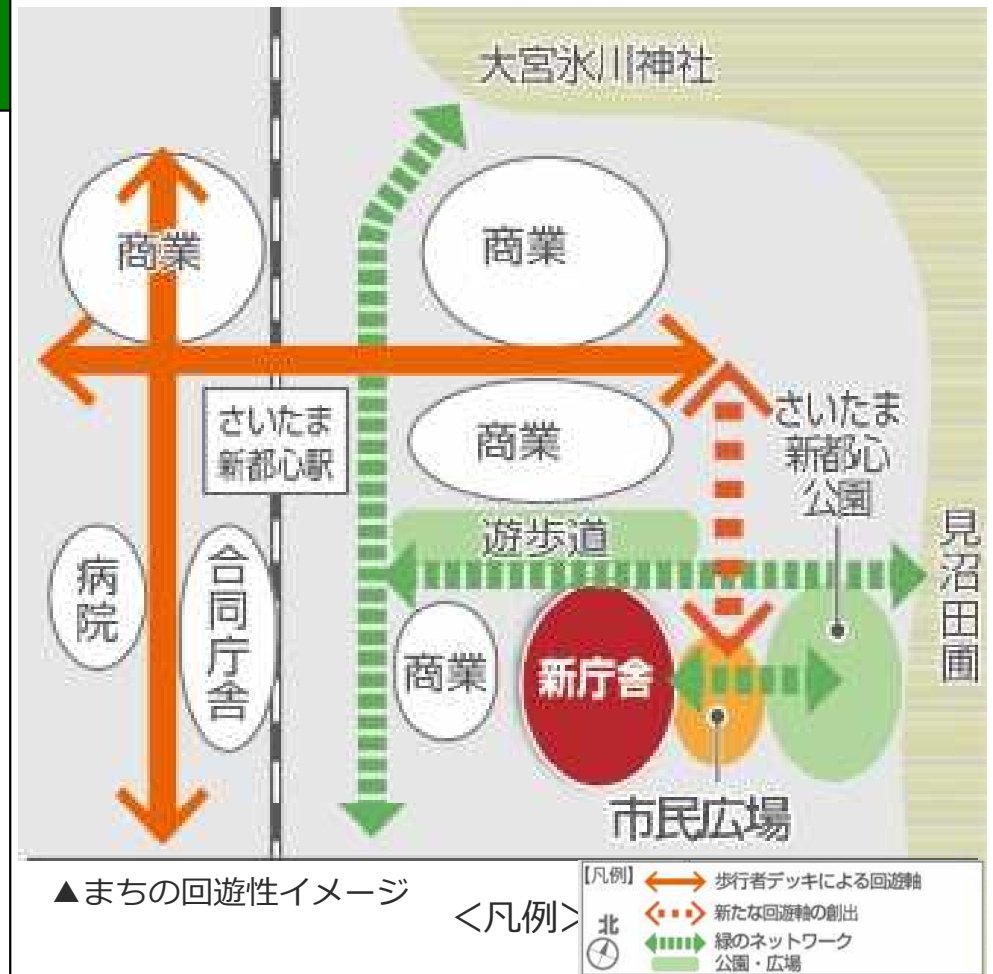 大宮氷川神社
商業
商業
さいたま
新都心駅
商業
さいたま
新都心
公園
遊歩道
見沼田圃
病院
合同庁舎
商業
新庁舎
市民広場
▲まちの回遊性イメージ
<凡例>
【凡例】
歩行者デッキによる回遊軸
新たな回遊軸の創出
緑のネットワーク
公園・広場
北